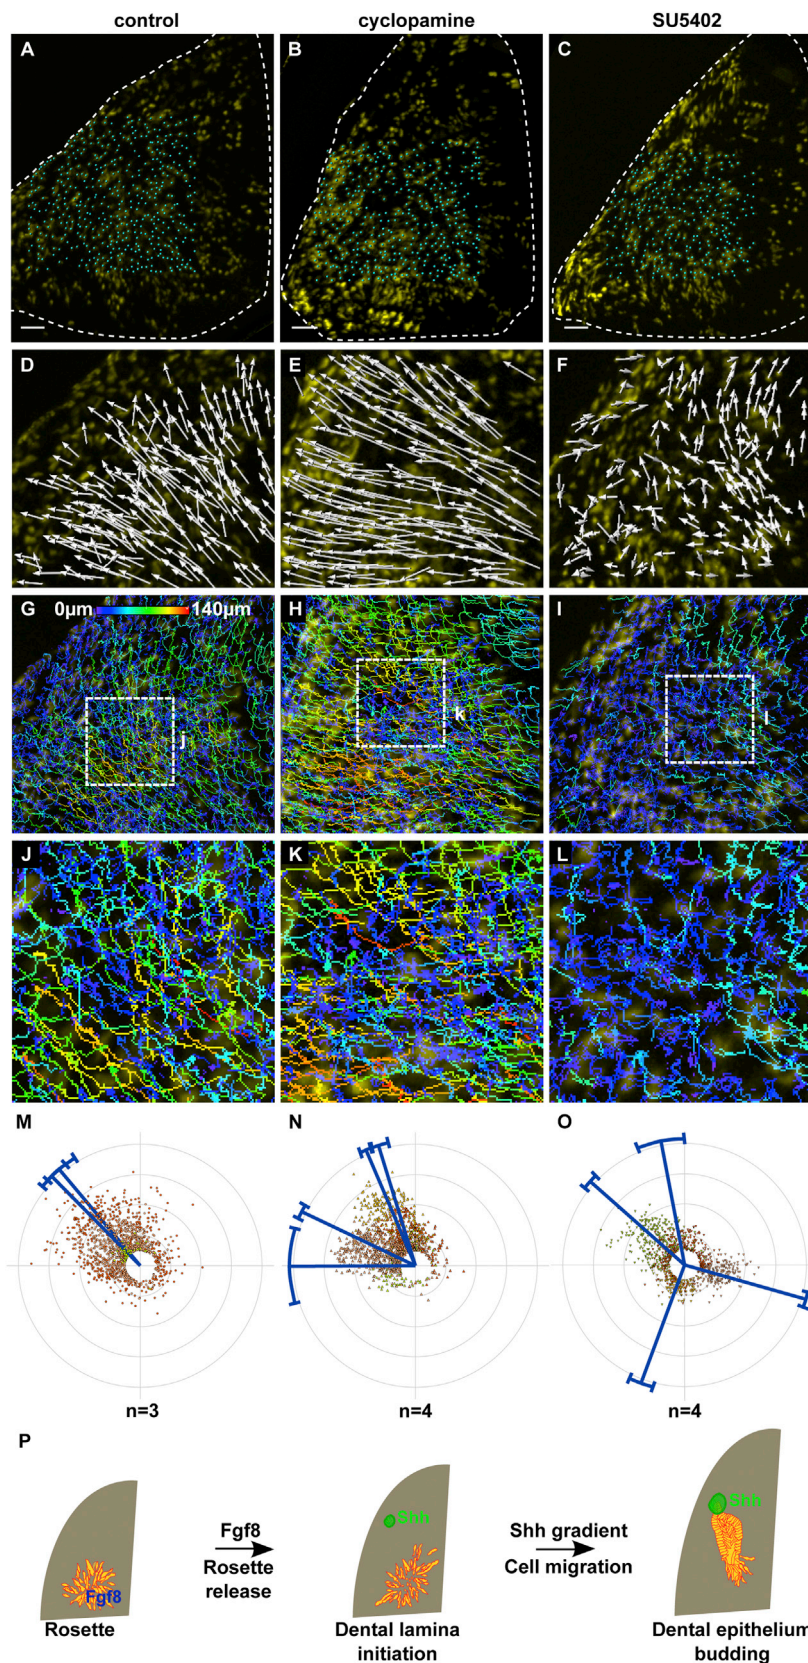 control cyclopamine SU5402
A B C
D E F
G 0µm 140µm H I
j k l
J K L
M N O
n=3 n=4 n=4
P
Fgf8 Shh Shh gradient Shh
Rosette release Cell migration
Fgf8
Rosette Dental lamina initiation Dental epithelium budding